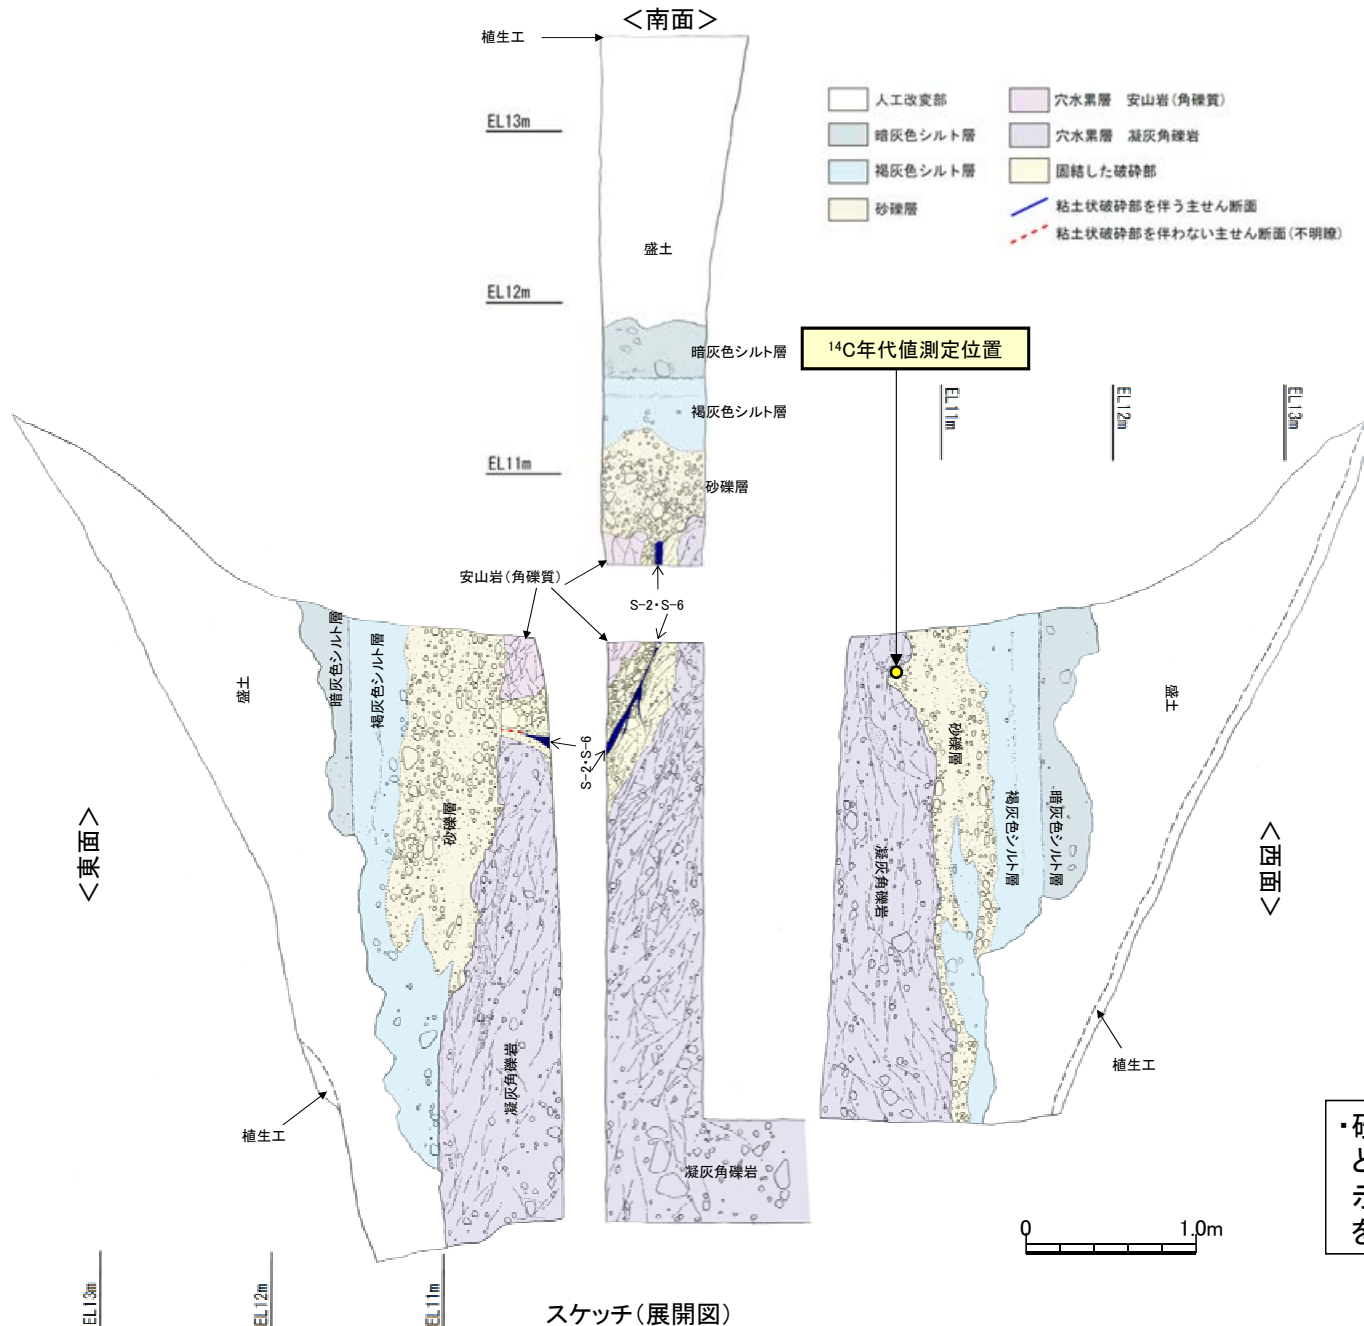 ＜南面＞
植生工
EL13m
EL12m
EL11m
盛土
暗灰色シルト層
褐灰色シルト層
砂礫層
安山岩(角礫質)
S-2・S-6
人工改変部
暗灰色シルト層
褐灰色シルト層
砂礫層
穴水累層　安山岩(角礫質)
穴水累層　凝灰角礫岩
固結した破砕部
粘土状破砕部を伴う主せん断面
粘土状破砕部を伴わない主せん断面(不明瞭)
¹⁴C年代値測定位置
EL11m
EL12m
EL13m
＜東面＞
盛土
暗灰色シルト層
褐灰色シルト層
砂礫層
凝灰角礫岩
植生工
S-2・S-6
凝灰角礫岩
凝灰角礫岩
砂礫層
褐灰色シルト層
暗灰色シルト層
盛土
植生工
＜西面＞
EL13m
EL12m
EL11m
0 1.0m
スケッチ(展開図)
・
と
を